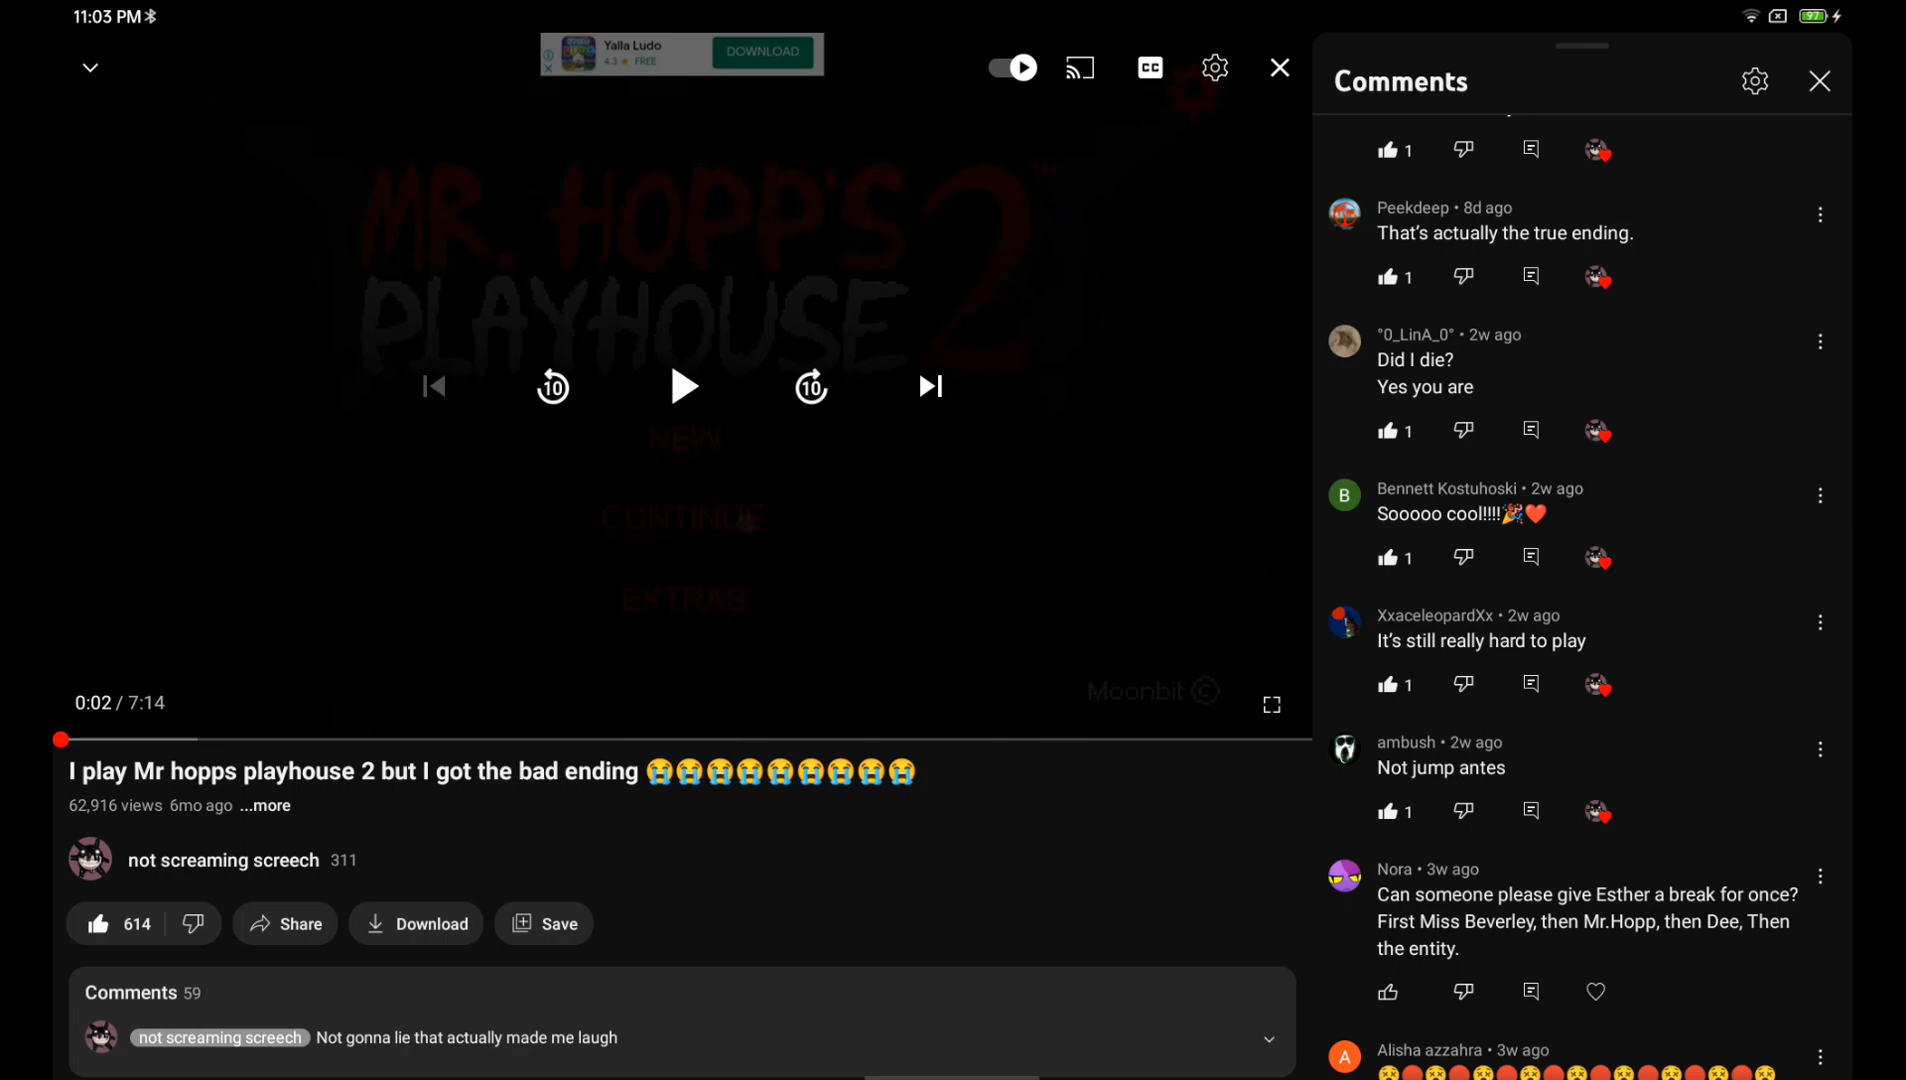 11:03 PM
97
Yalla Ludo
4.3 ★ FREE
DOWNLOAD
CC
MR. HOPP'S
PLAYHOUSE 2
™
10
10
NEW
CONTINUE
EXTRAS
Moonbit ©
0:02 / 7:14
I play Mr hopps playhouse 2 but I got the bad ending 😭😭😭😭😭😭😭😭😭
62,916 views 6mo ago ...more
not screaming screech 311
614
Share
Download
Save
Comments 59
not screaming screech Not gonna lie that actually made me laugh
Comments
1
Peekdeep • 8d ago
That’s actually the true ending.
1
°0_LinA_0° • 2w ago
Did I die?
Yes you are
1
B
Bennett Kostuhoski • 2w ago
Sooooo cool!!!!🎉❤️
1
XxaceleopardXx • 2w ago
It’s still really hard to play
1
ambush • 2w ago
Not jump antes
1
Nora • 3w ago
Can someone please give Esther a break for once?
First Miss Beverley, then Mr.Hopp, then Dee, Then
the entity.
A
Alisha azzahra • 3w ago
😵🔴😵🔴😵🔴😵🔴😵🔴😵🔴😵🔴😵🔴😵